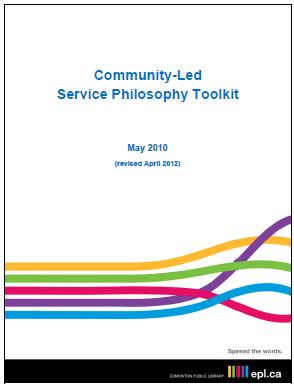 Community-Led
Service Philosophy Toolkit
May 2010
(revised April 2012)
Spread the words.
EDMONTON PUBLIC LIBRARY
epl.ca